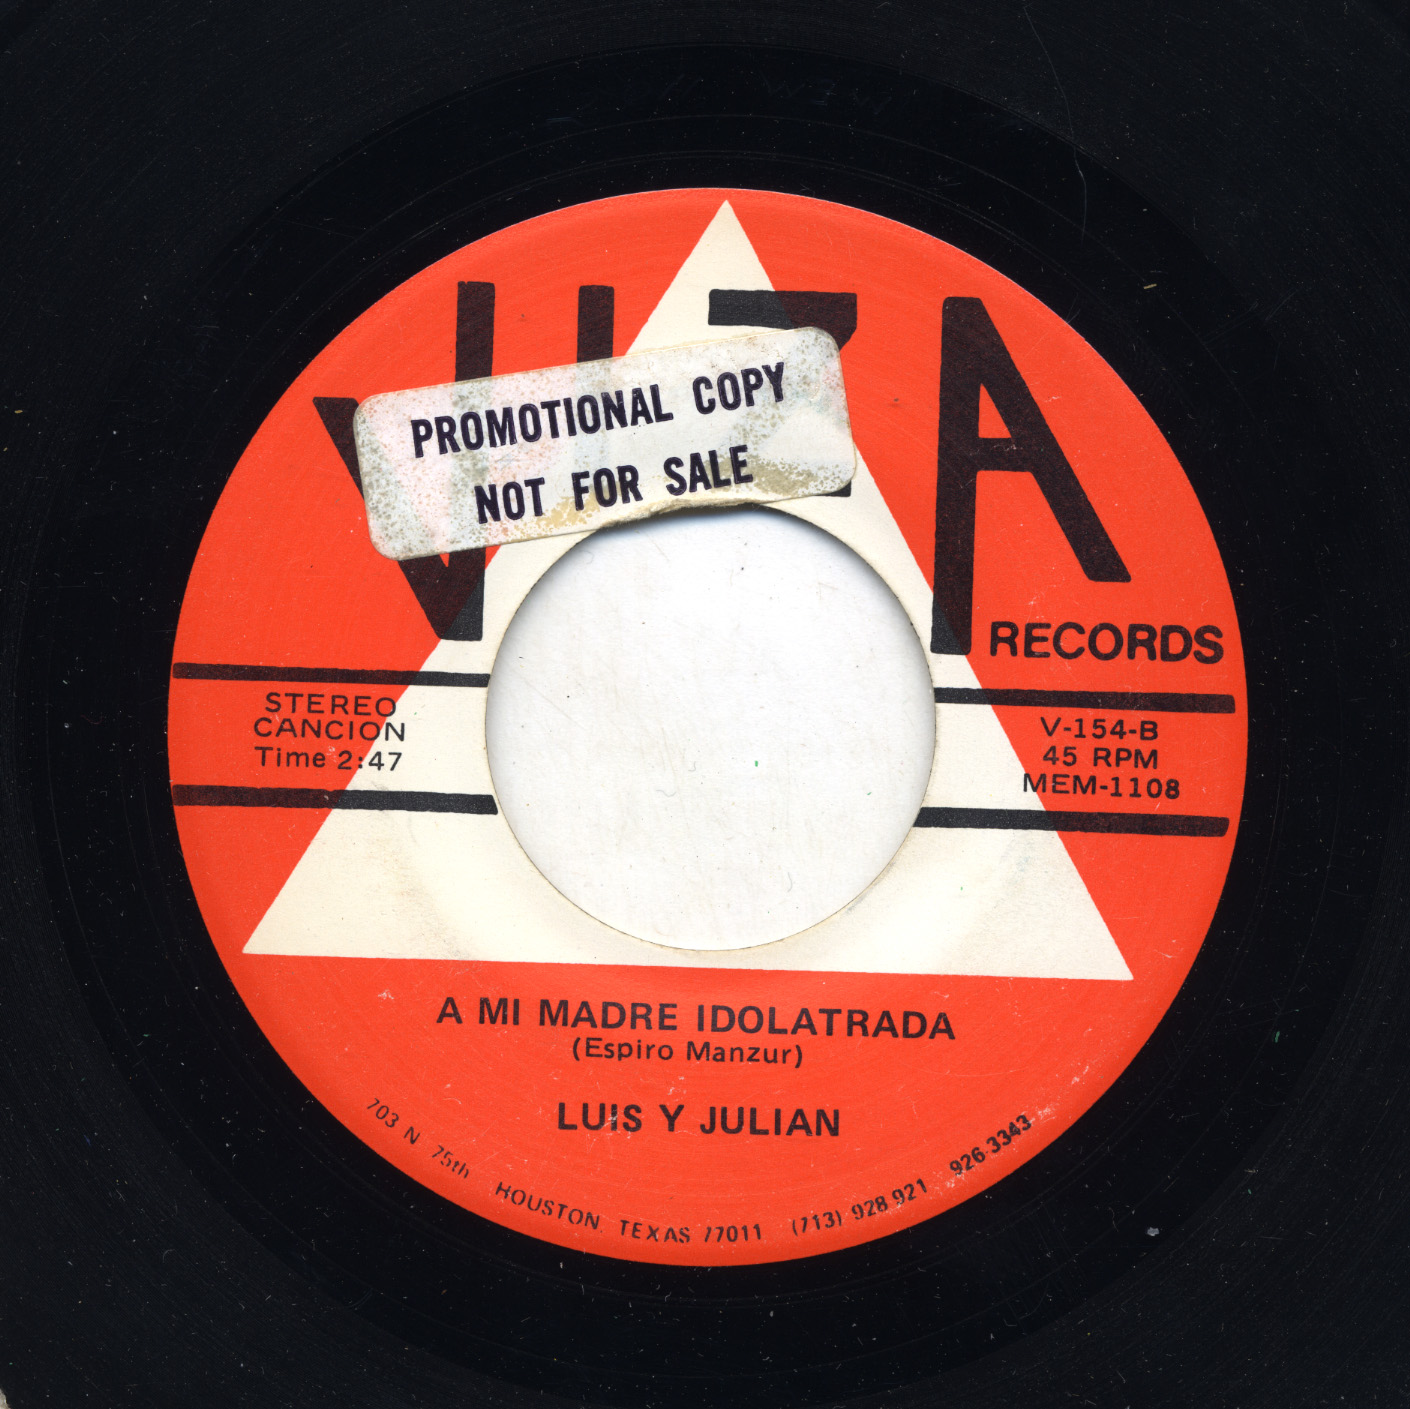 PROMOTIONAL COPY
NOT FOR SALE
RECORDS
STEREO
CANCION
Time 2:47
V-154-B
45 RPM
MEM-1108
A MI MADRE IDOLATRADA
(Espiro Manzur)
LUIS Y JULIAN
703 N 75th HOUSTON, TEXAS 77011 (713) 928 921 926-3343